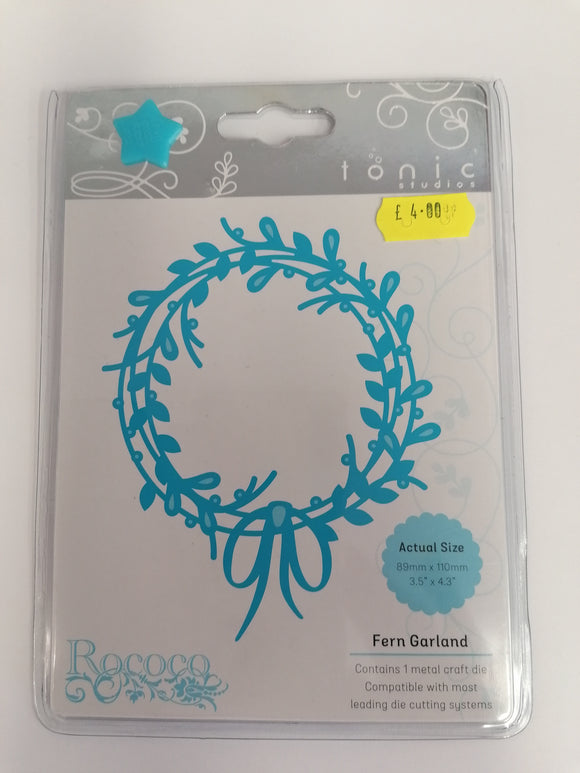 tonic
studios
£ 4.00
Actual Size
89mm x 110mm
3.5" x 4.3"
Fern Garland
Contains 1 metal craft die
Compatible with most
leading die cutting systems
Rococo